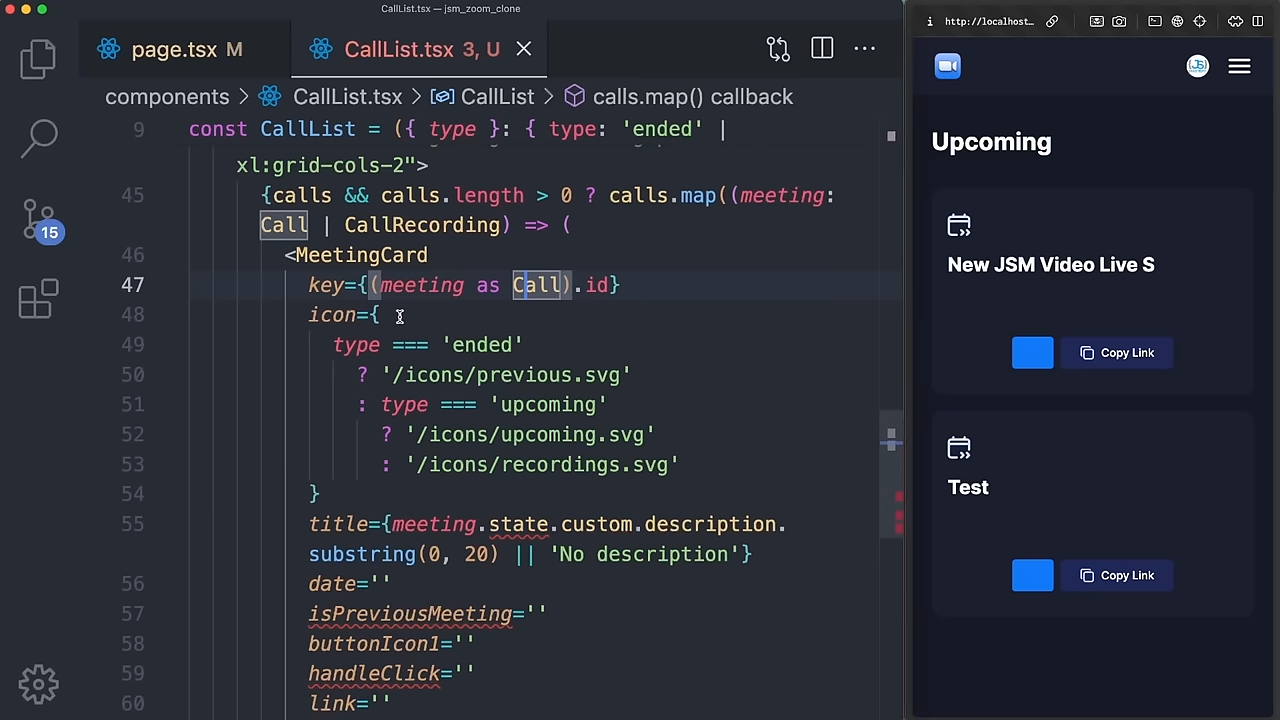 CallList.tsx — jsm_zoom_clone
page.tsx M
CallList.tsx 3, U
components > CallList.tsx > CallList > calls.map() callback
9 const CallList = ({ type }: { type: 'ended' |
xl:grid-cols-2">
45 {calls && calls.length > 0 ? calls.map((meeting:
Call | CallRecording) => (
46 <MeetingCard
47 key={(meeting as Call).id}
48 icon={
49 type === 'ended'
50 ? '/icons/previous.svg'
51 : type === 'upcoming'
52 ? '/icons/upcoming.svg'
53 : '/icons/recordings.svg'
54 }
55 title={meeting.state.custom.description.
substring(0, 20) || 'No description'}
56 date=''
57 isPreviousMeeting=''
58 buttonIcon1=''
59 handleClick=''
60 link=''
15
http://localhost…
JS
Upcoming
New JSM Video Live S
Copy Link
Test
Copy Link